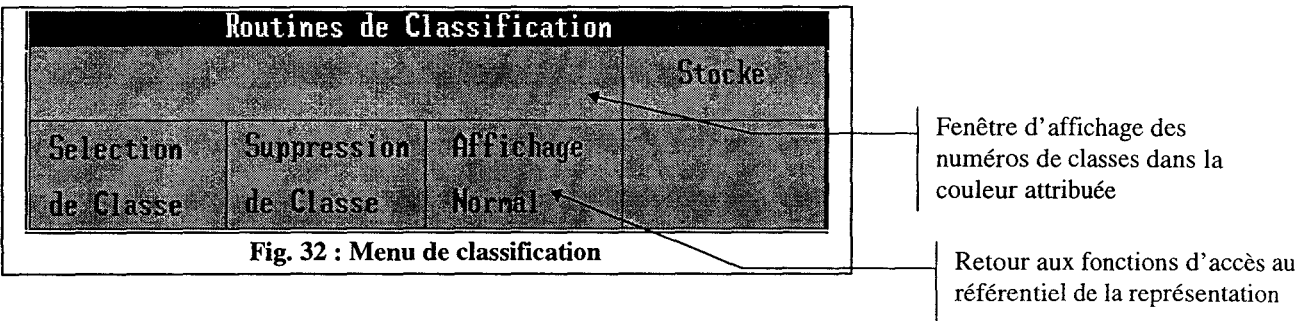 Routines de Classification
Stocke
Selection
de Classe
Suppression
de Classe
Affichage
Normal
Fig. 32 : Menu de classification
Fenêtre d'affichage des
numéros de classes dans la
couleur attribuée
Retour aux fonctions d'accès au
référentiel de la représentation